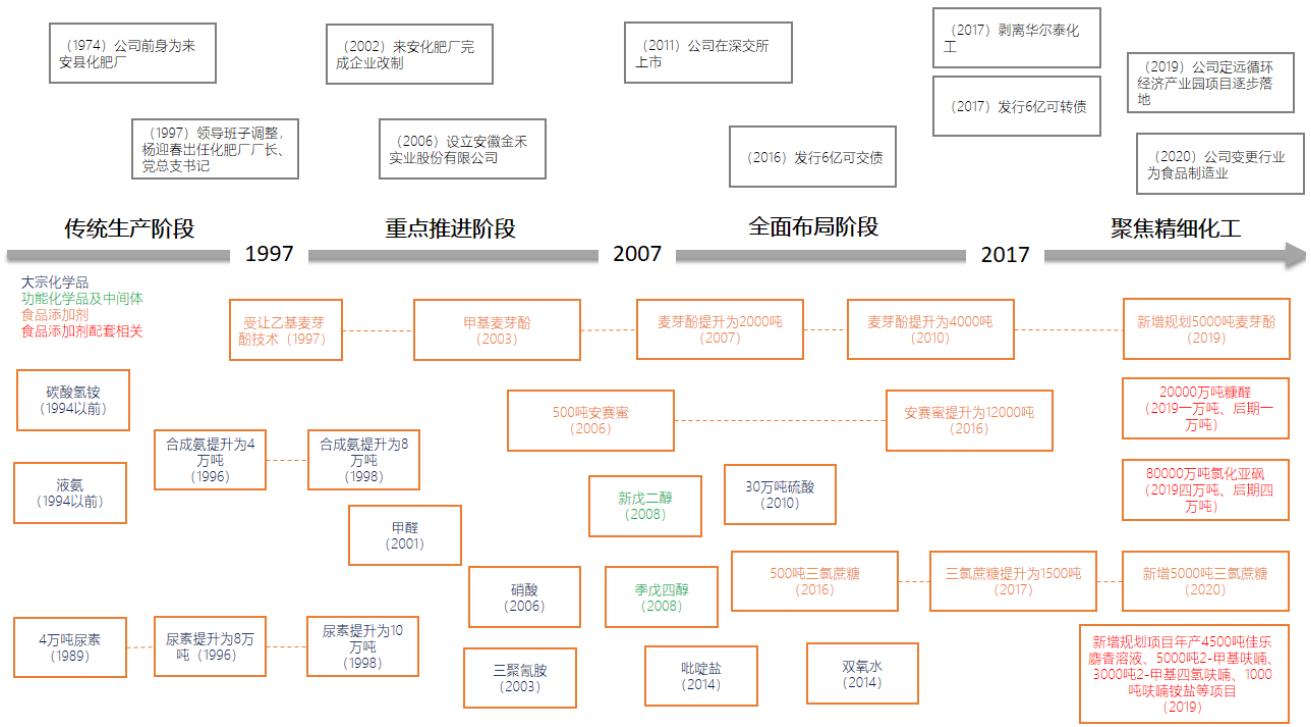 （1974）公司前身为来
安县化肥厂
（1997）领导班子调整，
杨迎春出任化肥厂厂长、
党总支书记
（2002）来安化肥厂完
成企业改制
（2006）设立安徽金禾
实业股份有限公司
（2011）公司在深交所
上市
（2016）发行6亿可交债
（2017）剥离华尔泰化
工
（2017）发行6亿可转债
（2019）公司定远循环
经济产业园项目逐步落
地
（2020）公司变更行业
为食品制造业
传统生产阶段
重点推进阶段
全面布局阶段
聚焦精细化工
1997
2007
2017
大宗化学品
功能化学品及中间体
食品添加剂
食品添加剂配套相关
受让乙基麦芽
酚技术（1997）
甲基麦芽酚
（2003）
麦芽酚提升为2000吨
（2007）
麦芽酚提升为4000吨
（2010）
新增规划5000吨麦芽酚
（2019）
碳酸氢铵
（1994以前）
500吨安赛蜜
（2006）
安赛蜜提升为12000吨
（2016）
20000万吨糠醛
（2019一万吨、后期一
万吨）
合成氨提升为4
万吨
（1996）
合成氨提升为8
万吨
（1998）
液氨
（1994以前）
新戊二醇
（2008）
30万吨硫酸
（2010）
80000万吨氯化亚砜
（2019四万吨、后期四
万吨）
甲醛
（2001）
硝酸
（2006）
季戊四醇
（2008）
500吨三氯蔗糖
（2016）
三氯蔗糖提升为1500吨
（2017）
新增5000吨三氯蔗糖
（2020）
4万吨尿素
（1989）
尿素提升为8万
吨（1996）
尿素提升为10
万吨
（1998）
三聚氰胺
（2003）
吡啶盐
（2014）
双氧水
（2014）
新增规划项目年产4500吨佳乐
麝香溶液、5000吨2-甲基呋喃、
3000吨2-甲基四氢呋喃、1000
吨呋喃铵盐等项目
（2019）